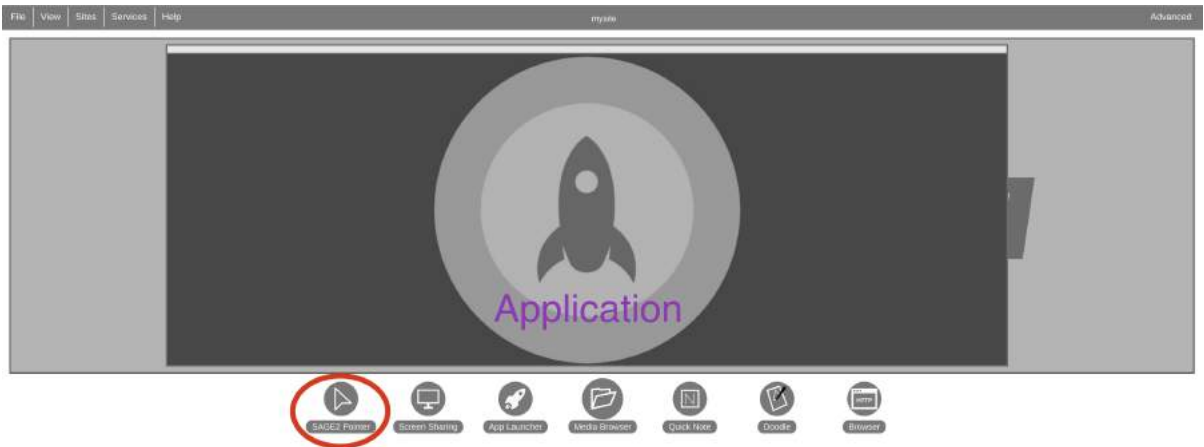 File View Sites Services Help mysite Advanced
Application
SAGE2 Pointer Screen Sharing App Launcher Media Browser Quick Note Doodle Browser
N
HTTP